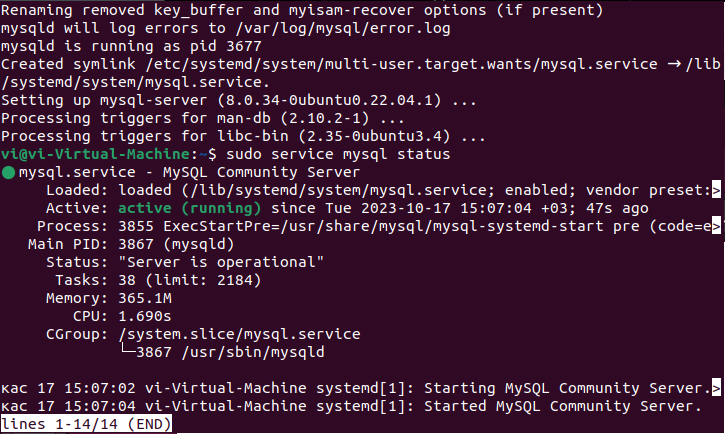 Renaming removed key_buffer and myisam-recover options (if present)
mysqld will log errors to /var/log/mysql/error.log
mysqld is running as pid 3677
Created symlink /etc/systemd/system/multi-user.target.wants/mysql.service → /lib
/systemd/system/mysql.service.
Setting up mysql-server (8.0.34-0ubuntu0.22.04.1) ...
Processing triggers for man-db (2.10.2-1) ...
Processing triggers for libc-bin (2.35-0ubuntu3.4) ...
vi@vi-Virtual-Machine:~$ sudo service mysql status
● mysql.service - MySQL Community Server
     Loaded: loaded (/lib/systemd/system/mysql.service; enabled; vendor preset:>
     Active: active (running) since Tue 2023-10-17 15:07:04 +03; 47s ago
    Process: 3855 ExecStartPre=/usr/share/mysql/mysql-systemd-start pre (code=e>
   Main PID: 3867 (mysqld)
     Status: "Server is operational"
      Tasks: 38 (limit: 2184)
     Memory: 365.1M
        CPU: 1.690s
     CGroup: /system.slice/mysql.service
             └─3867 /usr/sbin/mysqld

кас 17 15:07:02 vi-Virtual-Machine systemd[1]: Starting MySQL Community Server.>
кас 17 15:07:04 vi-Virtual-Machine systemd[1]: Started MySQL Community Server.
lines 1-14/14 (END)